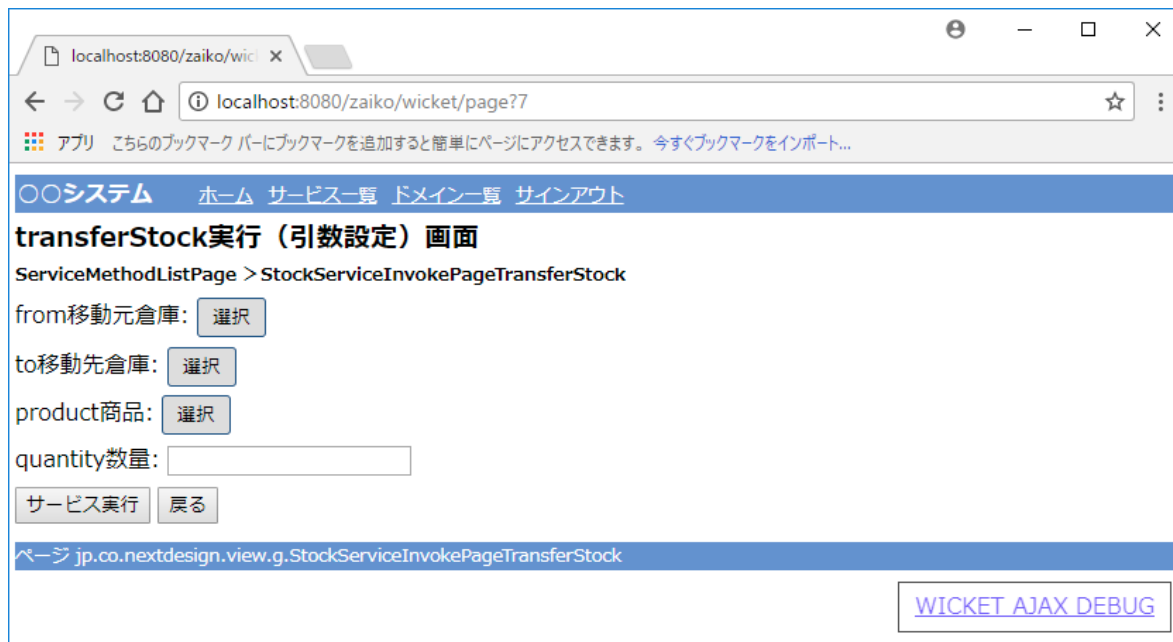 localhost:8080/zaiko/wic
localhost:8080/zaiko/wicket/page?7
アプリ こちらのブックマーク バーにブックマークを追加すると簡単にページにアクセスできます。 今すぐブックマークをインポート...
○○システム ホーム サービス一覧 ドメイン一覧 サインアウト
transferStock実行（引数設定）画面
ServiceMethodListPage ＞StockServiceInvokePageTransferStock
from移動元倉庫: 選択
to移動先倉庫: 選択
product商品: 選択
quantity数量:
サービス実行 戻る
ページ jp.co.nextdesign.view.g.StockServiceInvokePageTransferStock
WICKET AJAX DEBUG